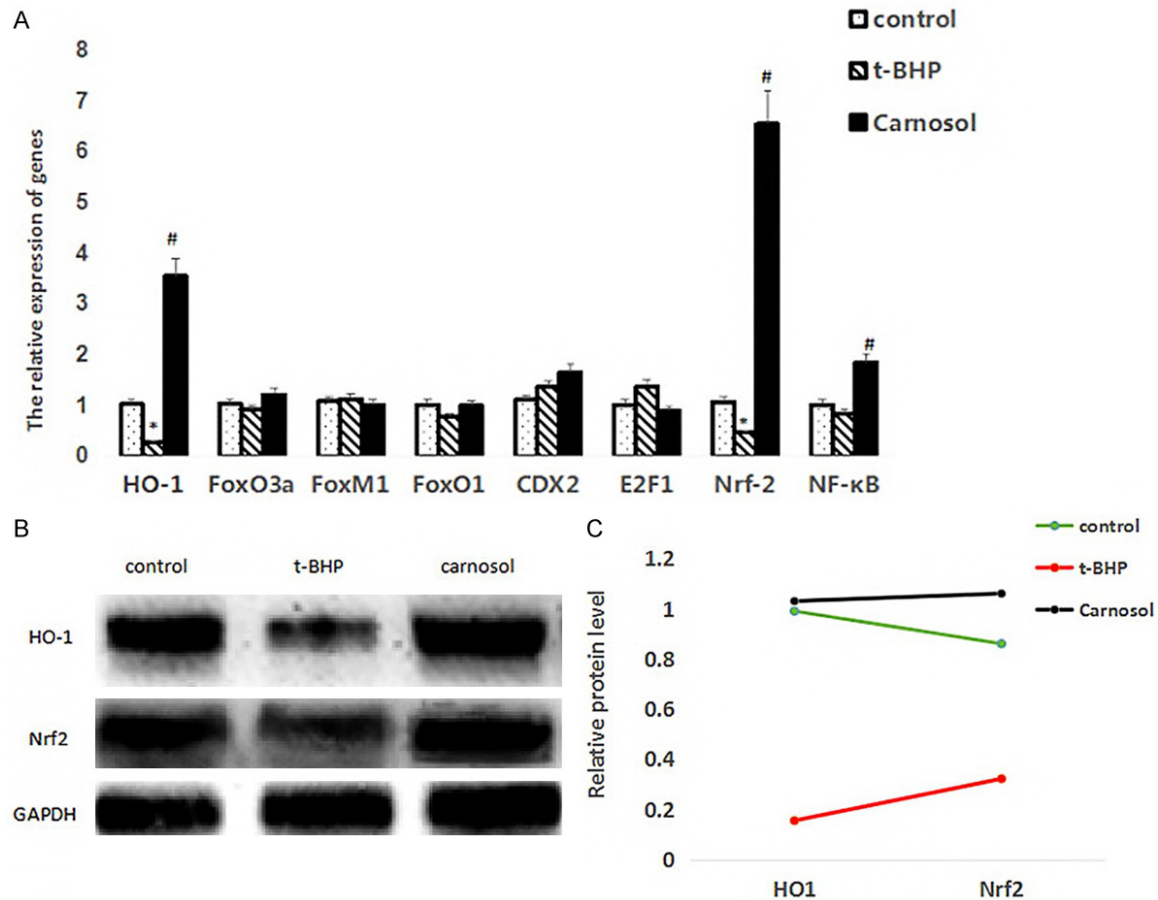 A
control
t-BHP
Carnosol
The relative expression of genes
8
7
6
5
4
3
2
1
0
#
*
#
*
#
HO-1 FoxO3a FoxM1 FoxO1 CDX2 E2F1 Nrf-2 NF-κB
B
control t-BHP carnosol
HO-1
Nrf2
GAPDH
C
control
t-BHP
Carnosol
Relative protein level
1.2
1
0.8
0.6
0.4
0.2
0
HO1 Nrf2